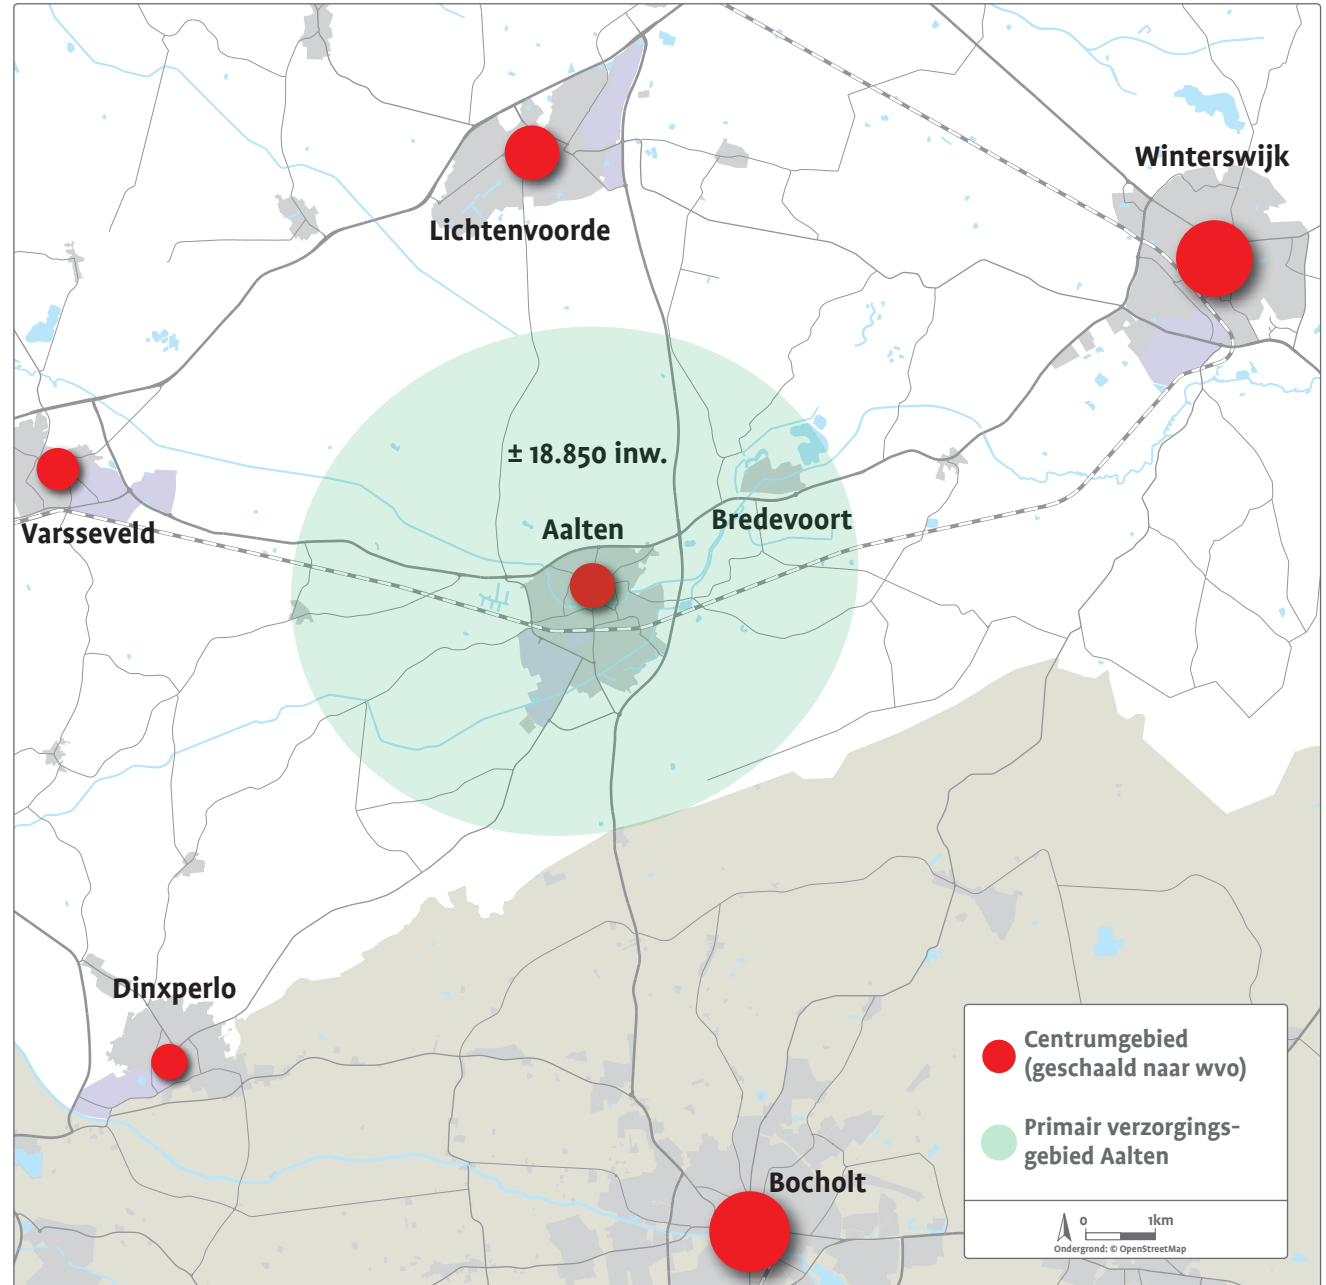 Winterswijk
Lichtenvoorde
± 18.850 inw.
Varsseveld
Aalten
Bredevoort
Dinxperlo
Bocholt
Centrumgebied
(geschaald naar wvo)
Primair verzorgings-
gebied Aalten
0 1km
Ondergrond: © OpenStreetMap